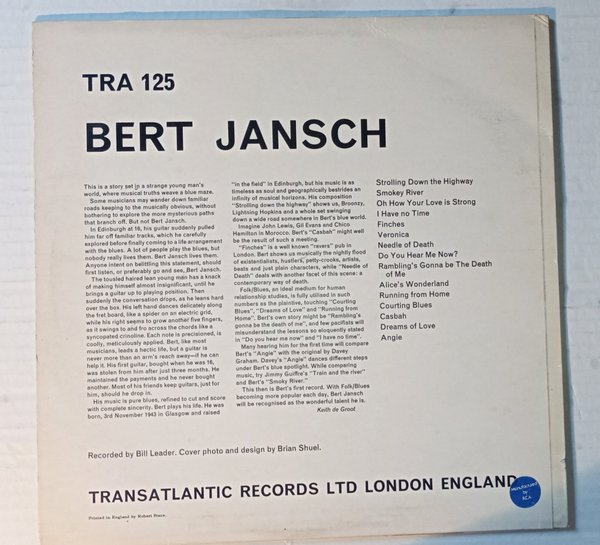 TRA 125
BERT JANSCH
This is a story set in a strange young man's
world, where musical truths weave a blue maze.
Some musicians may wander down familiar
roads keeping to the musically obvious, without
bothering to explore the more mysterious paths
that branch off. But not Bert Jansch.
In Edinburgh at 16, his guitar suddenly pulled
him far off familiar tracks, which he carefully
explored before finally coming to a life arrangement
with the blues. A lot of people play the blues, but
nobody really lives them. Bert Jansch lives them.
Anyone intent on belittling this statement, should
first listen, or preferably go and see, Bert Jansch.
The tousled haired lean young man has a knack
of making himself almost insignificant, until he
brings a guitar up to playing position. Then
suddenly the conversation drops, as he leans hard
over the box. His left hand dances delicately along
the fret board, like a spider on an electric grid,
while his right seems to grow another five fingers,
as it swings to and fro across the chords like a
syncopated crinoline. Each note is precisioned, is
coolly, meticulously applied. Bert, like most
musicians, leads a hectic life, but a guitar is
never more than an arm's reach away—if he can
help it. His first guitar, bought when he was 16,
was stolen from him after just three months. He
maintained the payments and he never bought
another. Most of his friends keep guitars, just for
him, should he drop in.
His music is pure blues, refined to cut and score
with complete sincerity. Bert plays his life. He was
born, 3rd November 1943 in Glasgow and raised
"in the field" in Edinburgh, but his music is as
timeless as soul and geographically bestrides an
infinity of musical horizons. His composition
"Strolling down the highway" shows us, Broonzy,
Lightning Hopkins and a whole set swinging
down a wide road somewhere in Bert's blue world.
Imagine John Lewis, Gil Evans and Chico
Hamilton in Morocco. Bert's "Casbah" might well
be the result of such a meeting.
"Finches" is a well known "ravers" pub in
London. Bert shows us musically the nightly flood
of existentialists, hustlers, petty-crooks, artists,
beats and just plain characters, while "Needle of
Death" deals with another facet of this scene: a
contemporary way of death.
Folk/Blues, an ideal medium for human
relationship studies, is fully utilised in such
numbers as the plaintive, touching "Courting
Blues", "Dreams of Love" and "Running from
Home". Bert's own story might be "Rambling's
gonna be the death of me", and few pacifists will
misunderstand the lessons so eloquently stated
in "Do you hear me now" and "I have no time".
Many hearing him for the first time will compare
Bert's "Angie" with the original by Davey
Graham. Davey's "Angie" dances different steps
under Bert's blue spotlight. While comparing
music, try Jimmy Guiffre's "Train and the river"
and Bert's "Smoky River."
This then is Bert's first record. With Folk/Blues
becoming more popular each day, Bert Jansch
will be recognised as the wonderful talent he is.
Keith de Groot
Strolling Down the Highway
Smokey River
Oh How Your Love is Strong
I Have no Time
Finches
Veronica
Needle of Death
Do You Hear Me Now?
Rambling's Gonna Be The Death
of Me
Alice's Wonderland
Running from Home
Courting Blues
Casbah
Dreams of Love
Angie
Recorded by Bill Leader. Cover photo and design by Brian Shuel.
TRANSATLANTIC RECORDS LTD LONDON ENGLAND
Manufactured
by
RCA
Printed in England by Robert Stace.